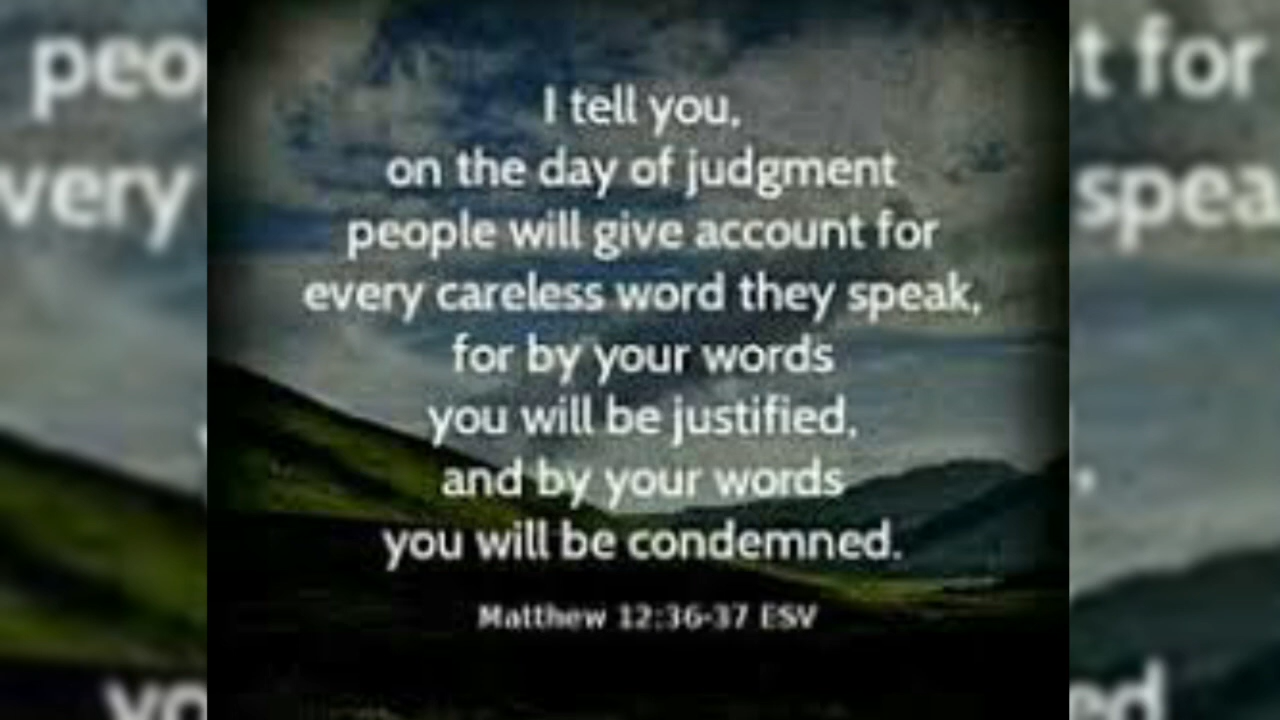 I tell you,
on the day of judgment
people will give account for
every careless word they speak,
for by your words
you will be justified,
and by your words
you will be condemned.
Matthew 12:36-37 ESV